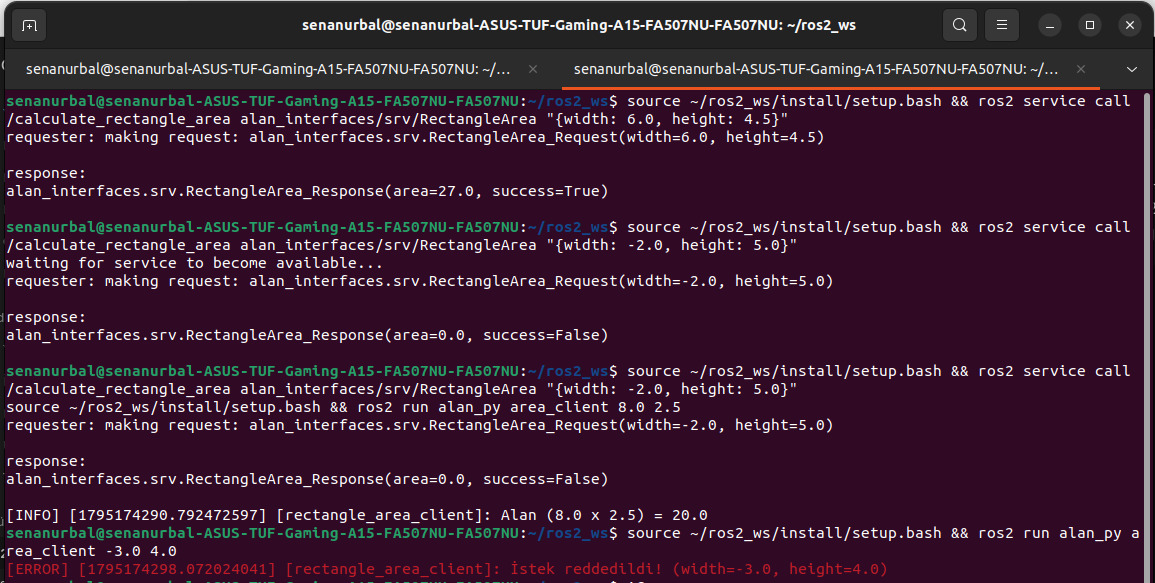 senanurbal@senanurbal-ASUS-TUF-Gaming-A15-FA507NU-FA507NU: ~/ros2_ws
senanurbal@senanurbal-ASUS-TUF-Gaming-A15-FA507NU-FA507NU: ~/...
senanurbal@senanurbal-ASUS-TUF-Gaming-A15-FA507NU-FA507NU: ~/...
senanurbal@senanurbal-ASUS-TUF-Gaming-A15-FA507NU-FA507NU:~/ros2_ws$ source ~/ros2_ws/install/setup.bash && ros2 service call
/calculate_rectangle_area alan_interfaces/srv/RectangleArea "{width: 6.0, height: 4.5}"
requester: making request: alan_interfaces.srv.RectangleArea_Request(width=6.0, height=4.5)
response:
alan_interfaces.srv.RectangleArea_Response(area=27.0, success=True)
senanurbal@senanurbal-ASUS-TUF-Gaming-A15-FA507NU-FA507NU:~/ros2_ws$ source ~/ros2_ws/install/setup.bash && ros2 service call
/calculate_rectangle_area alan_interfaces/srv/RectangleArea "{width: -2.0, height: 5.0}"
waiting for service to become available...
requester: making request: alan_interfaces.srv.RectangleArea_Request(width=-2.0, height=5.0)
response:
alan_interfaces.srv.RectangleArea_Response(area=0.0, success=False)
senanurbal@senanurbal-ASUS-TUF-Gaming-A15-FA507NU-FA507NU:~/ros2_ws$ source ~/ros2_ws/install/setup.bash && ros2 service call
/calculate_rectangle_area alan_interfaces/srv/RectangleArea "{width: -2.0, height: 5.0}"
source ~/ros2_ws/install/setup.bash && ros2 run alan_py area_client 8.0 2.5
requester: making request: alan_interfaces.srv.RectangleArea_Request(width=-2.0, height=5.0)
response:
alan_interfaces.srv.RectangleArea_Response(area=0.0, success=False)
[INFO] [1795174290.792472597] [rectangle_area_client]: Alan (8.0 x 2.5) = 20.0
senanurbal@senanurbal-ASUS-TUF-Gaming-A15-FA507NU-FA507NU:~/ros2_ws$ source ~/ros2_ws/install/setup.bash && ros2 run alan_py a
rea_client -3.0 4.0
[ERROR] [1795174298.072024041] [rectangle_area_client]: İstek reddedildi! (width=-3.0, height=4.0)